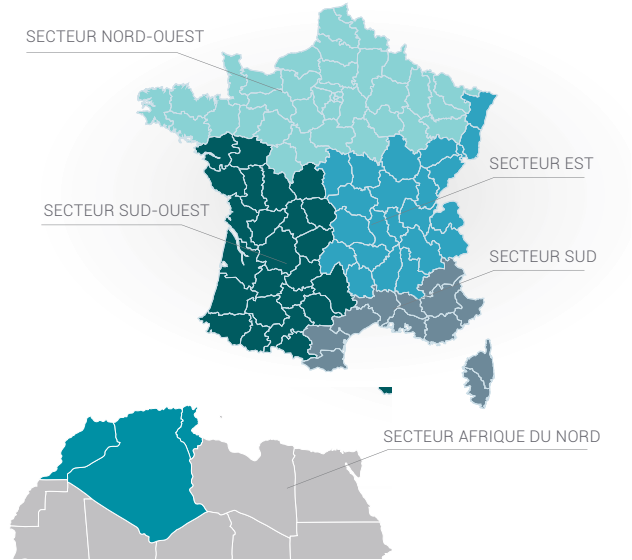 SECTEUR NORD-OUEST
SECTEUR EST
SECTEUR SUD-OUEST
SECTEUR SUD
SECTEUR AFRIQUE DU NORD